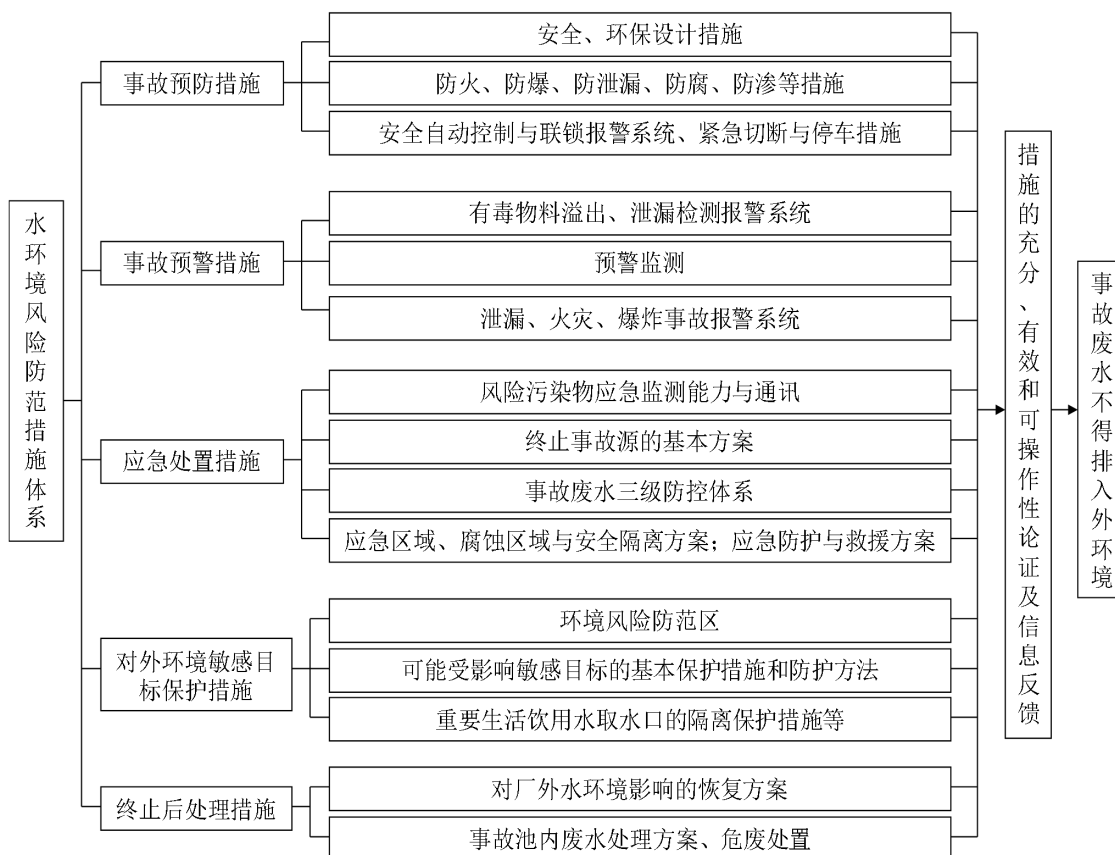 水环境风险防范措施体系
事故预防措施
安全、环保设计措施
防火、防爆、防泄漏、防腐、防渗等措施
安全自动控制与联锁报警系统、紧急切断与停车措施
事故预警措施
有毒物料溢出、泄漏检测报警系统
预警监测
泄漏、火灾、爆炸事故报警系统
应急处置措施
风险污染物应急监测能力与通讯
终止事故源的基本方案
事故废水三级防控体系
应急区域、腐蚀区域与安全隔离方案；应急防护与救援方案
对外环境敏感目
标保护措施
环境风险防范区
可能受影响敏感目标的基本保护措施和防护方法
重要生活饮用水取水口的隔离保护措施等
终止后处理措施
对厂外水环境影响的恢复方案
事故池内废水处理方案、危废处置
措施的充分、有效和可操作性论证及信息反馈
事故废水不得排入外环境